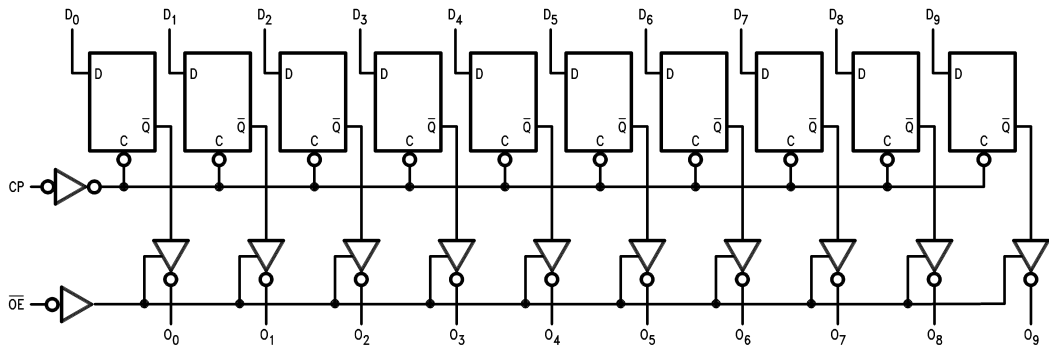 D₀ D₁ D₂ D₃ D₄ D₅ D₆ D₇ D₈ D₉
D D D D D D D D D D
Q̅ Q̅ Q̅ Q̅ Q̅ Q̅ Q̅ Q̅ Q̅ Q̅
C C C C C C C C C C
CP
O̅E̅
O₀ O₁ O₂ O₃ O₄ O₅ O₆ O₇ O₈ O₉